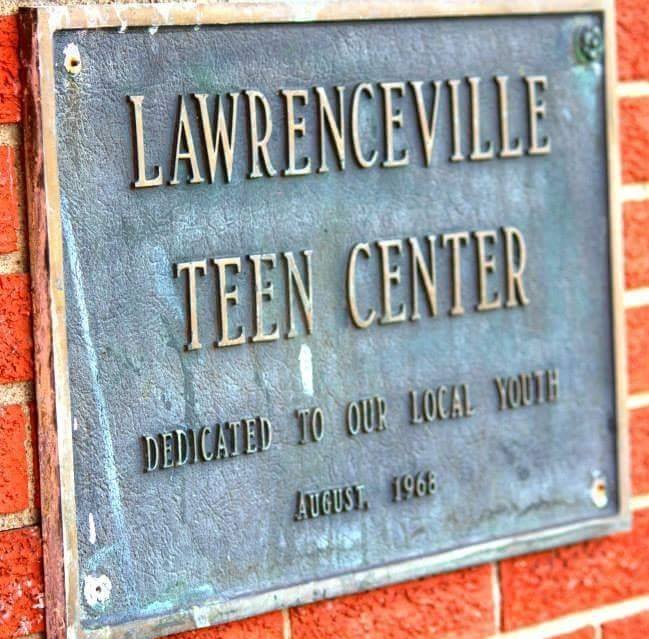 LAWRENCEVILLE
TEEN CENTER
DEDICATED TO OUR LOCAL YOUTH
AUGUST, 1968